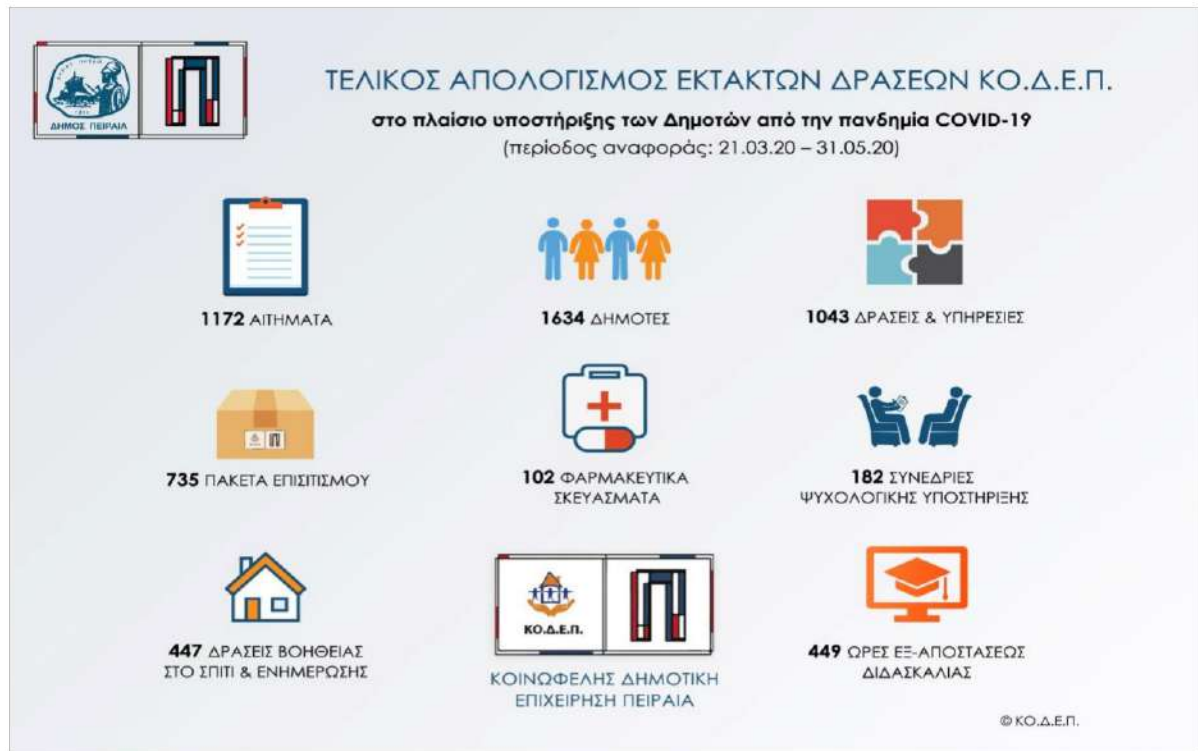 ΔΗΜΟΣ ΠΕΙΡΑΙΑ
ΤΕΛΙΚΟΣ ΑΠΟΛΟΓΙΣΜΟΣ ΕΚΤΑΚΤΩΝ ΔΡΑΣΕΩΝ ΚΟ.Δ.Ε.Π.
στο πλαίσιο υποστήριξης των Δημοτών από την πανδημία COVID-19
(περίοδος αναφοράς: 21.03.20 – 31.05.20)
1172 ΑΙΤΗΜΑΤΑ
1634 ΔΗΜΟΤΕΣ
1043 ΔΡΑΣΕΙΣ & ΥΠΗΡΕΣΙΕΣ
735 ΠΑΚΕΤΑ ΕΠΙΣΙΤΙΣΜΟΥ
102 ΦΑΡΜΑΚΕΥΤΙΚΑ
ΣΚΕΥΑΣΜΑΤΑ
182 ΣΥΝΕΔΡΙΕΣ
ΨΥΧΟΛΟΓΙΚΗΣ ΥΠΟΣΤΗΡΙΞΗΣ
447 ΔΡΑΣΕΙΣ ΒΟΗΘΕΙΑΣ
ΣΤΟ ΣΠΙΤΙ & ΕΝΗΜΕΡΩΣΗΣ
ΚΟ.Δ.Ε.Π.
ΚΟΙΝΩΦΕΛΗΣ ΔΗΜΟΤΙΚΗ
ΕΠΙΧΕΙΡΗΣΗ ΠΕΙΡΑΙΑ
449 ΩΡΕΣ ΕΞ-ΑΠΟΣΤΑΣΕΩΣ
ΔΙΔΑΣΚΑΛΙΑΣ
© ΚΟ.Δ.Ε.Π.